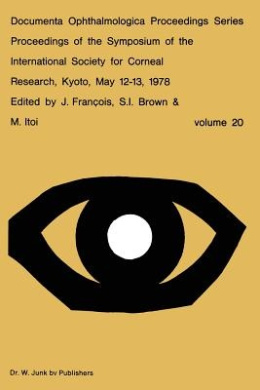 Documenta Ophthalmologica Proceedings Series
Proceedings of the Symposium of the
International Society for Corneal
Research, Kyoto, May 12-13, 1978
Edited by J. François, S.I. Brown &
M. Itoi volume 20
Dr. W. Junk bv Publishers